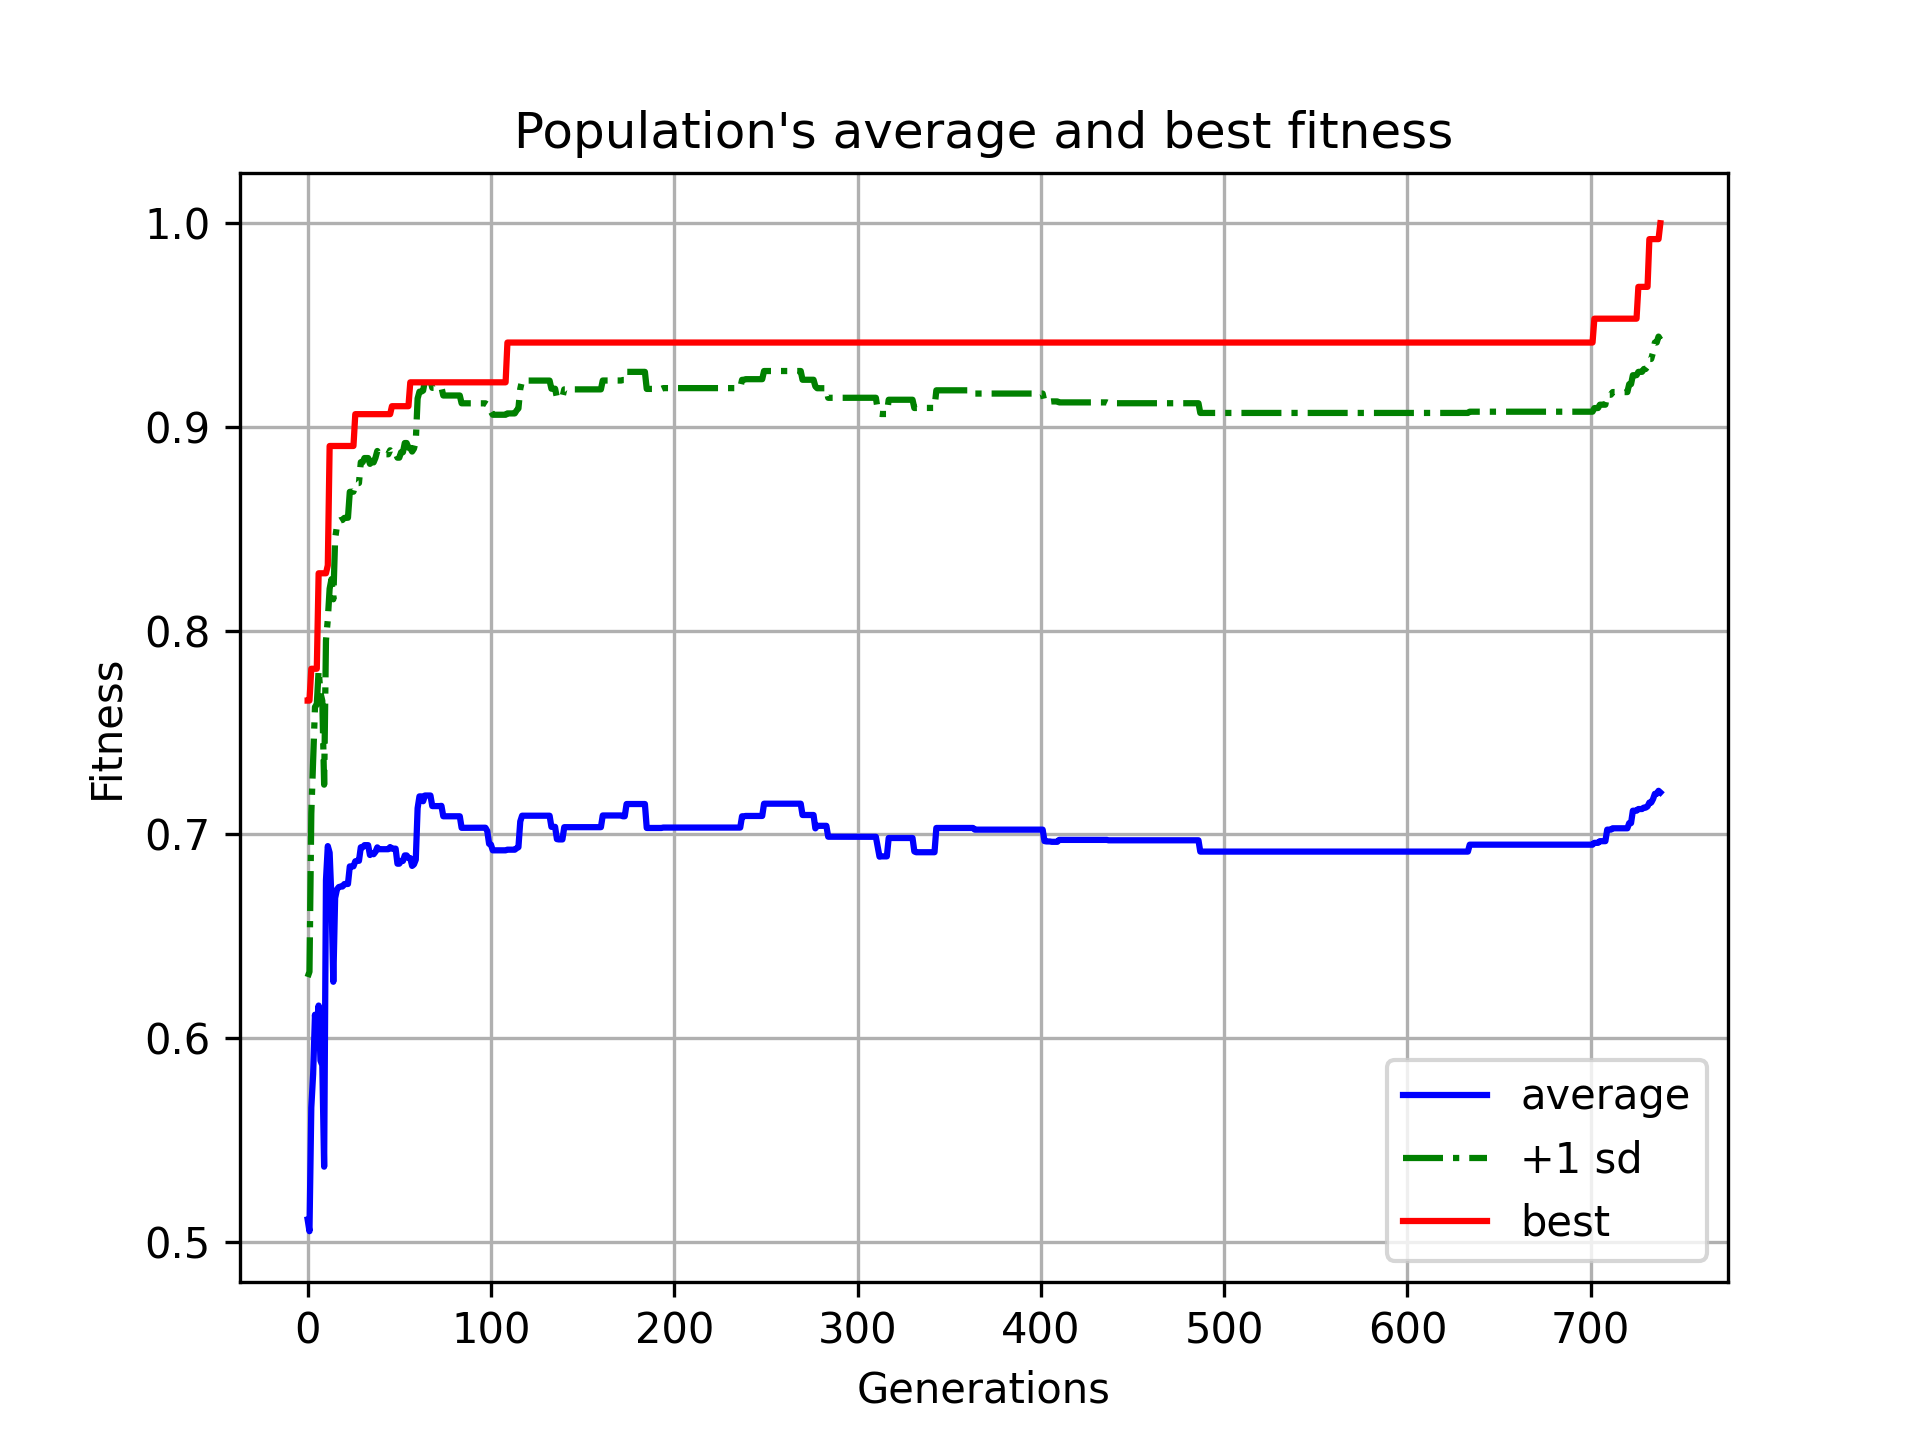 Population's average and best fitness
1.0
0.9
0.8
0.7
0.6
0.5
Fitness
average
+1 sd
best
0 100 200 300 400 500 600 700
Generations